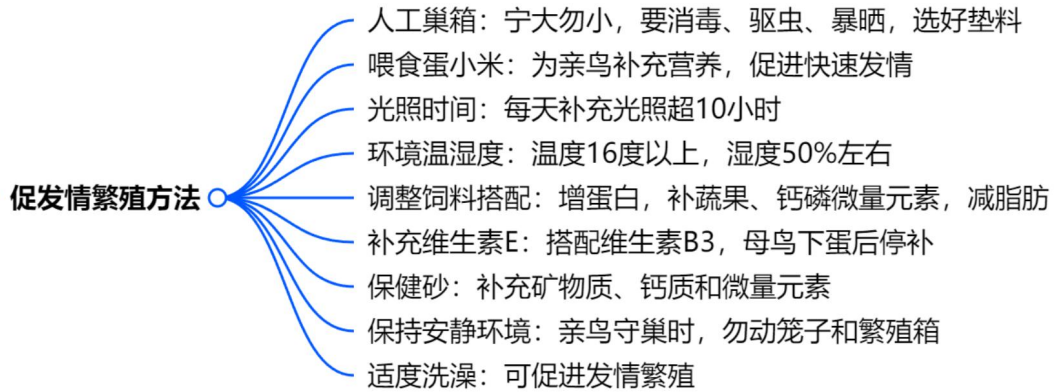 人工巢箱：宁大勿小，要消毒、驱虫、暴晒，选好垫料
喂食蛋小米：为亲鸟补充营养，促进快速发情
光照时间：每天补充光照超10小时
环境温湿度：温度16度以上，湿度50%左右
促发情繁殖方法
调整饲料搭配：增蛋白，补蔬果、钙磷微量元素，减脂肪
补充维生素E：搭配维生素B3，母鸟下蛋后停补
保健砂：补充矿物质、钙质和微量元素
保持安静环境：亲鸟守巢时，勿动笼子和繁殖箱
适度洗澡：可促进发情繁殖